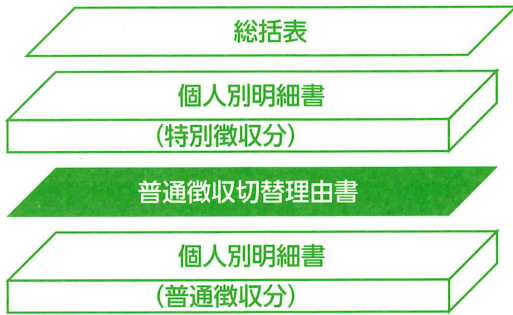 総括表
個人別明細書
(特別徴収分)
普通徴収切替理由書
個人別明細書
(普通徴収分)